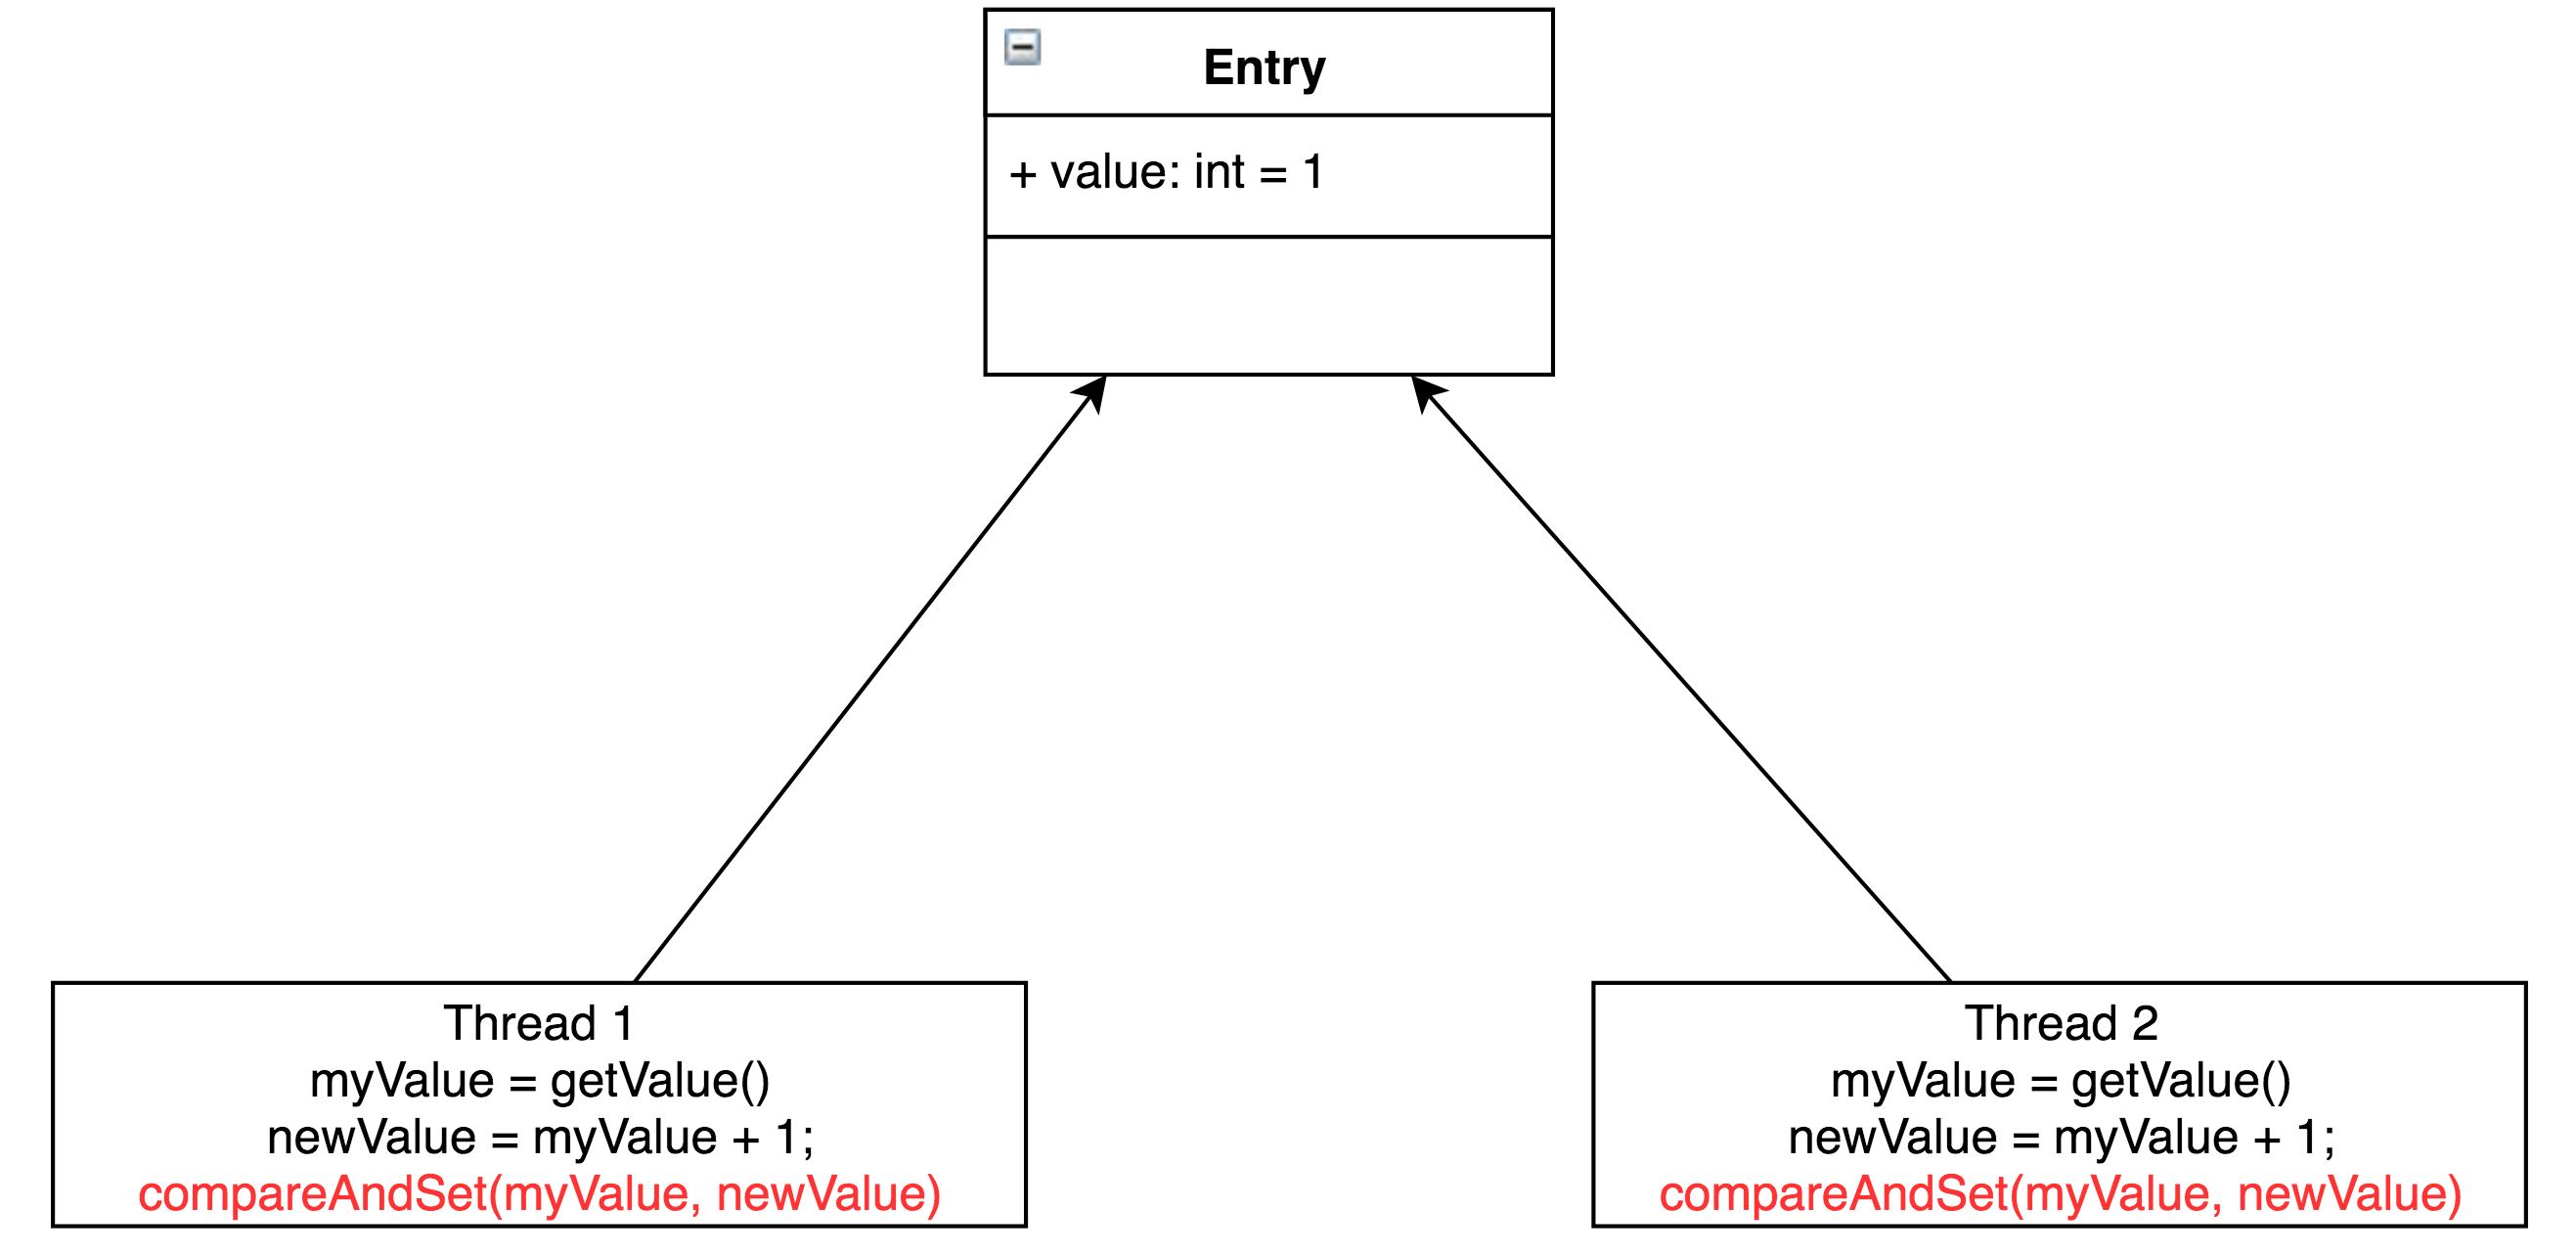 Entry
+ value: int = 1
Thread 1
myValue = getValue()
newValue = myValue + 1;
compareAndSet(myValue, newValue)
Thread 2
myValue = getValue()
newValue = myValue + 1;
compareAndSet(myValue, newValue)